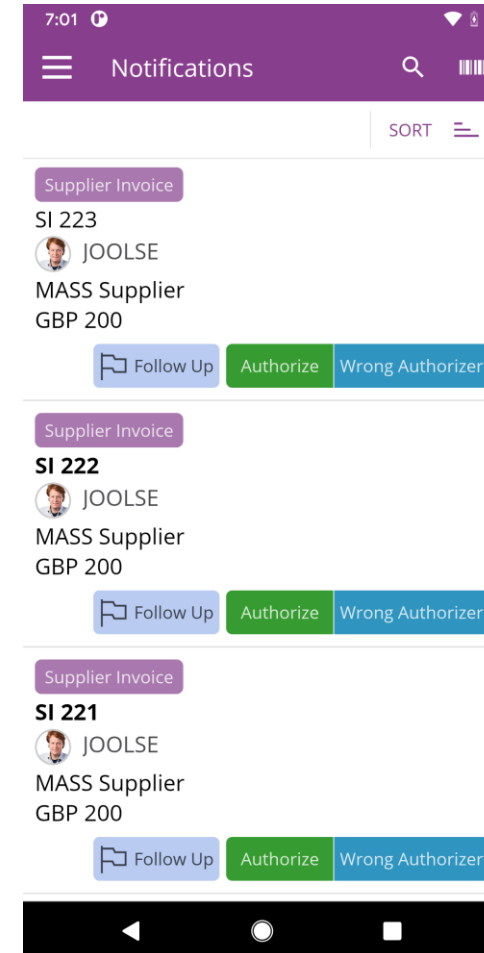 7:01
Notifications
SORT
Supplier Invoice
SI 223
JOOLSE
MASS Supplier
GBP 200
Follow Up Authorize Wrong Authorizer
Supplier Invoice
SI 222
JOOLSE
MASS Supplier
GBP 200
Follow Up Authorize Wrong Authorizer
Supplier Invoice
SI 221
JOOLSE
MASS Supplier
GBP 200
Follow Up Authorize Wrong Authorizer